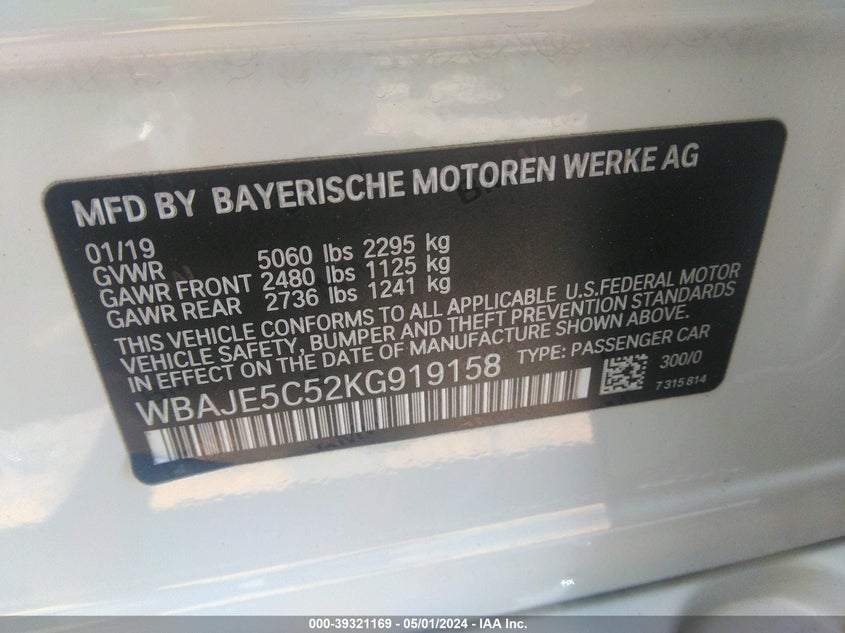 MFD BY BAYERISCHE MOTOREN WERKE AG
01/19
GVWR 5060 lbs 2295 kg
GAWR FRONT 2480 lbs 1125 kg
GAWR REAR 2736 lbs 1241 kg
THIS VEHICLE CONFORMS TO ALL APPLICABLE U.S.FEDERAL MOTOR
VEHICLE SAFETY, BUMPER AND THEFT PREVENTION STANDARDS
IN EFFECT ON THE DATE OF MANUFACTURE SHOWN ABOVE.
WBAJE5C52KG919158 TYPE: PASSENGER CAR
300/0
7 315 814
000-39321169 - 05/01/2024 - IAA Inc.